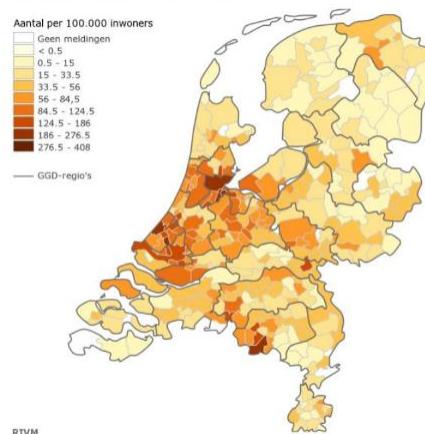 Aantal per 100.000 inwoners
Geen meldingen
< 0.5
0.5 - 15
15 - 33.5
33.5 - 56
56 - 84,5
84.5 - 124.5
124.5 - 186
186 - 276.5
276.5 - 408
GGD-regio's
RIVM